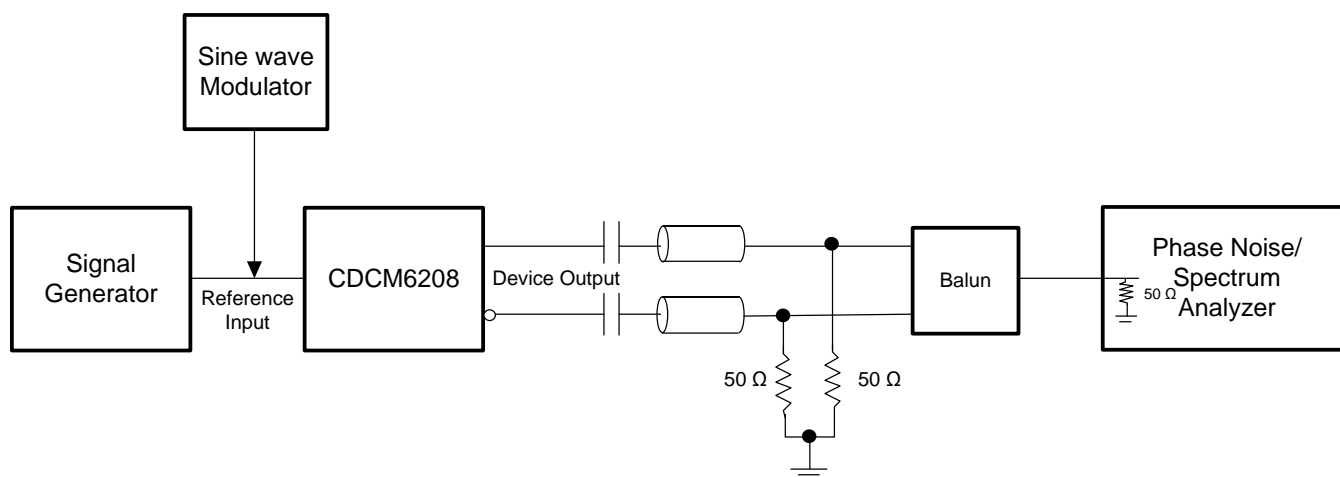 Sine wave
Modulator
Signal
Generator
Reference
Input
CDCM6208
Device Output
50 Ω
50 Ω
Balun
Phase Noise/
Spectrum
Analyzer
50 Ω